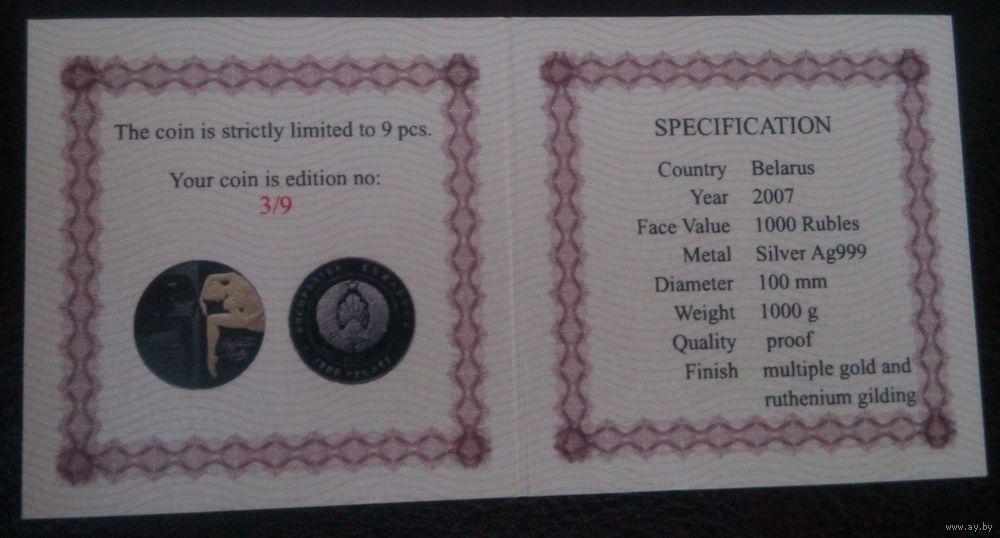 The coin is strictly limited to 9 pcs.
Your coin is edition no:
3/9
SPECIFICATION
Country Belarus
Year 2007
Face Value 1000 Rubles
Metal Silver Ag999
Diameter 100 mm
Weight 1000 g
Quality proof
Finish multiple gold and
ruthenium gilding
www.ay.by